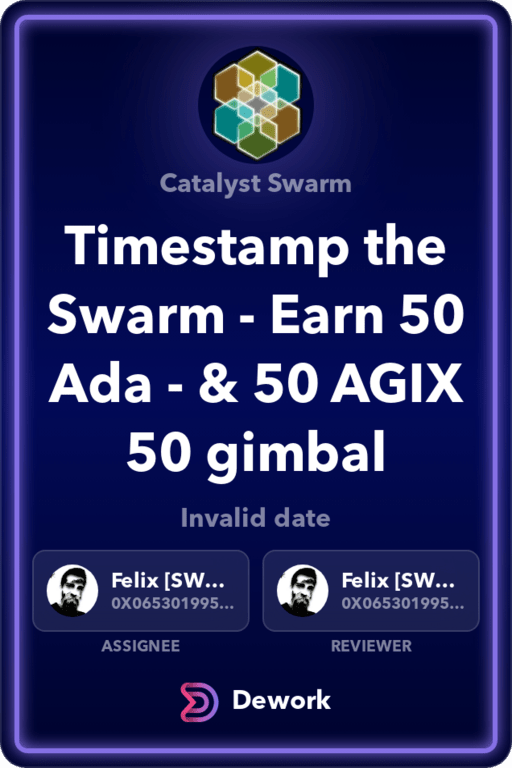 Catalyst Swarm
Timestamp the
Swarm - Earn 50
Ada - & 50 AGIX
50 gimbal
Invalid date
Felix [SW...
0X065301995...
Felix [SW...
0X065301995...
ASSIGNEE
REVIEWER
Dework